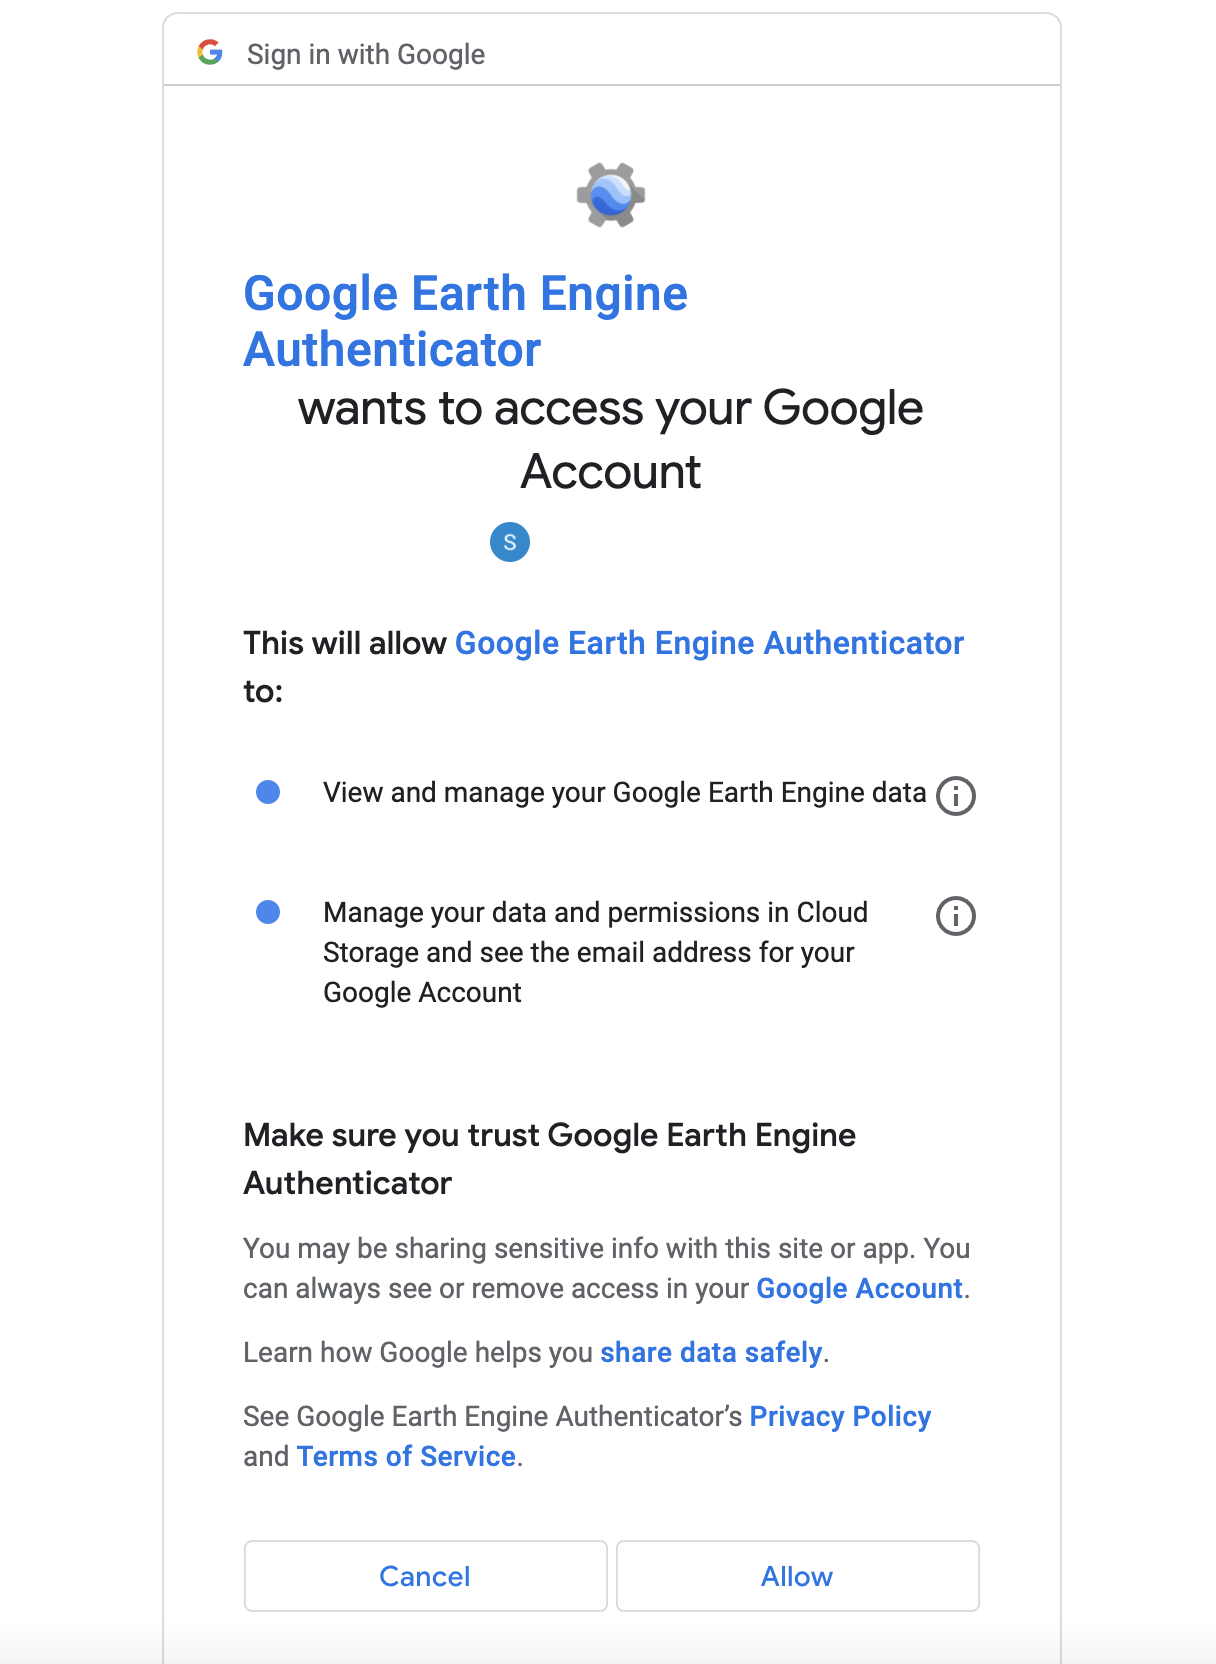 Sign in with Google
Google Earth Engine
Authenticator
wants to access your Google
Account
S
This will allow Google Earth Engine Authenticator
to:
View and manage your Google Earth Engine data
Manage your data and permissions in Cloud
Storage and see the email address for your
Google Account
Make sure you trust Google Earth Engine
Authenticator
You may be sharing sensitive info with this site or app. You
can always see or remove access in your Google Account.
Learn how Google helps you share data safely.
See Google Earth Engine Authenticator’s Privacy Policy
and Terms of Service.
Cancel Allow